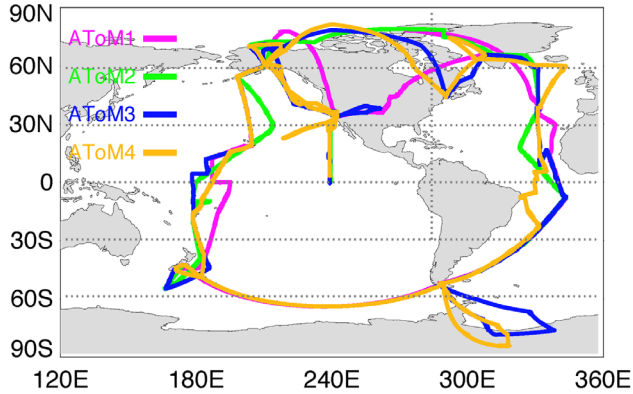 90N
AToM1
60N
AToM2
AToM3
30N
AToM4
0
30S
60S
90S
120E 180E 240E 300E 360E